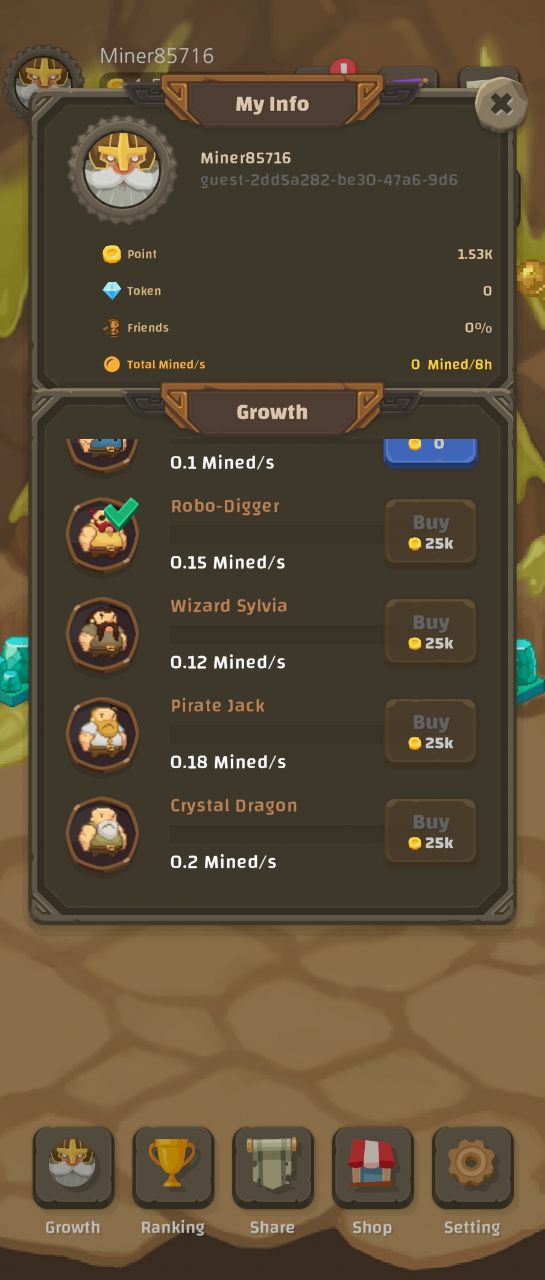 Miner85716
My Info
Miner85716
guest-2dd5a282-be30-47a6-9d6
Point 1.53K
Token 0
Friends 0%
Total Mined/s 0 Mined/8h
Growth
0
0.1 Mined/s
Robo-Digger
Buy
25k
0.15 Mined/s
Wizard Sylvia
Buy
25k
0.12 Mined/s
Pirate Jack
Buy
25k
0.18 Mined/s
Crystal Dragon
Buy
25k
0.2 Mined/s
Growth Ranking Share Shop Setting